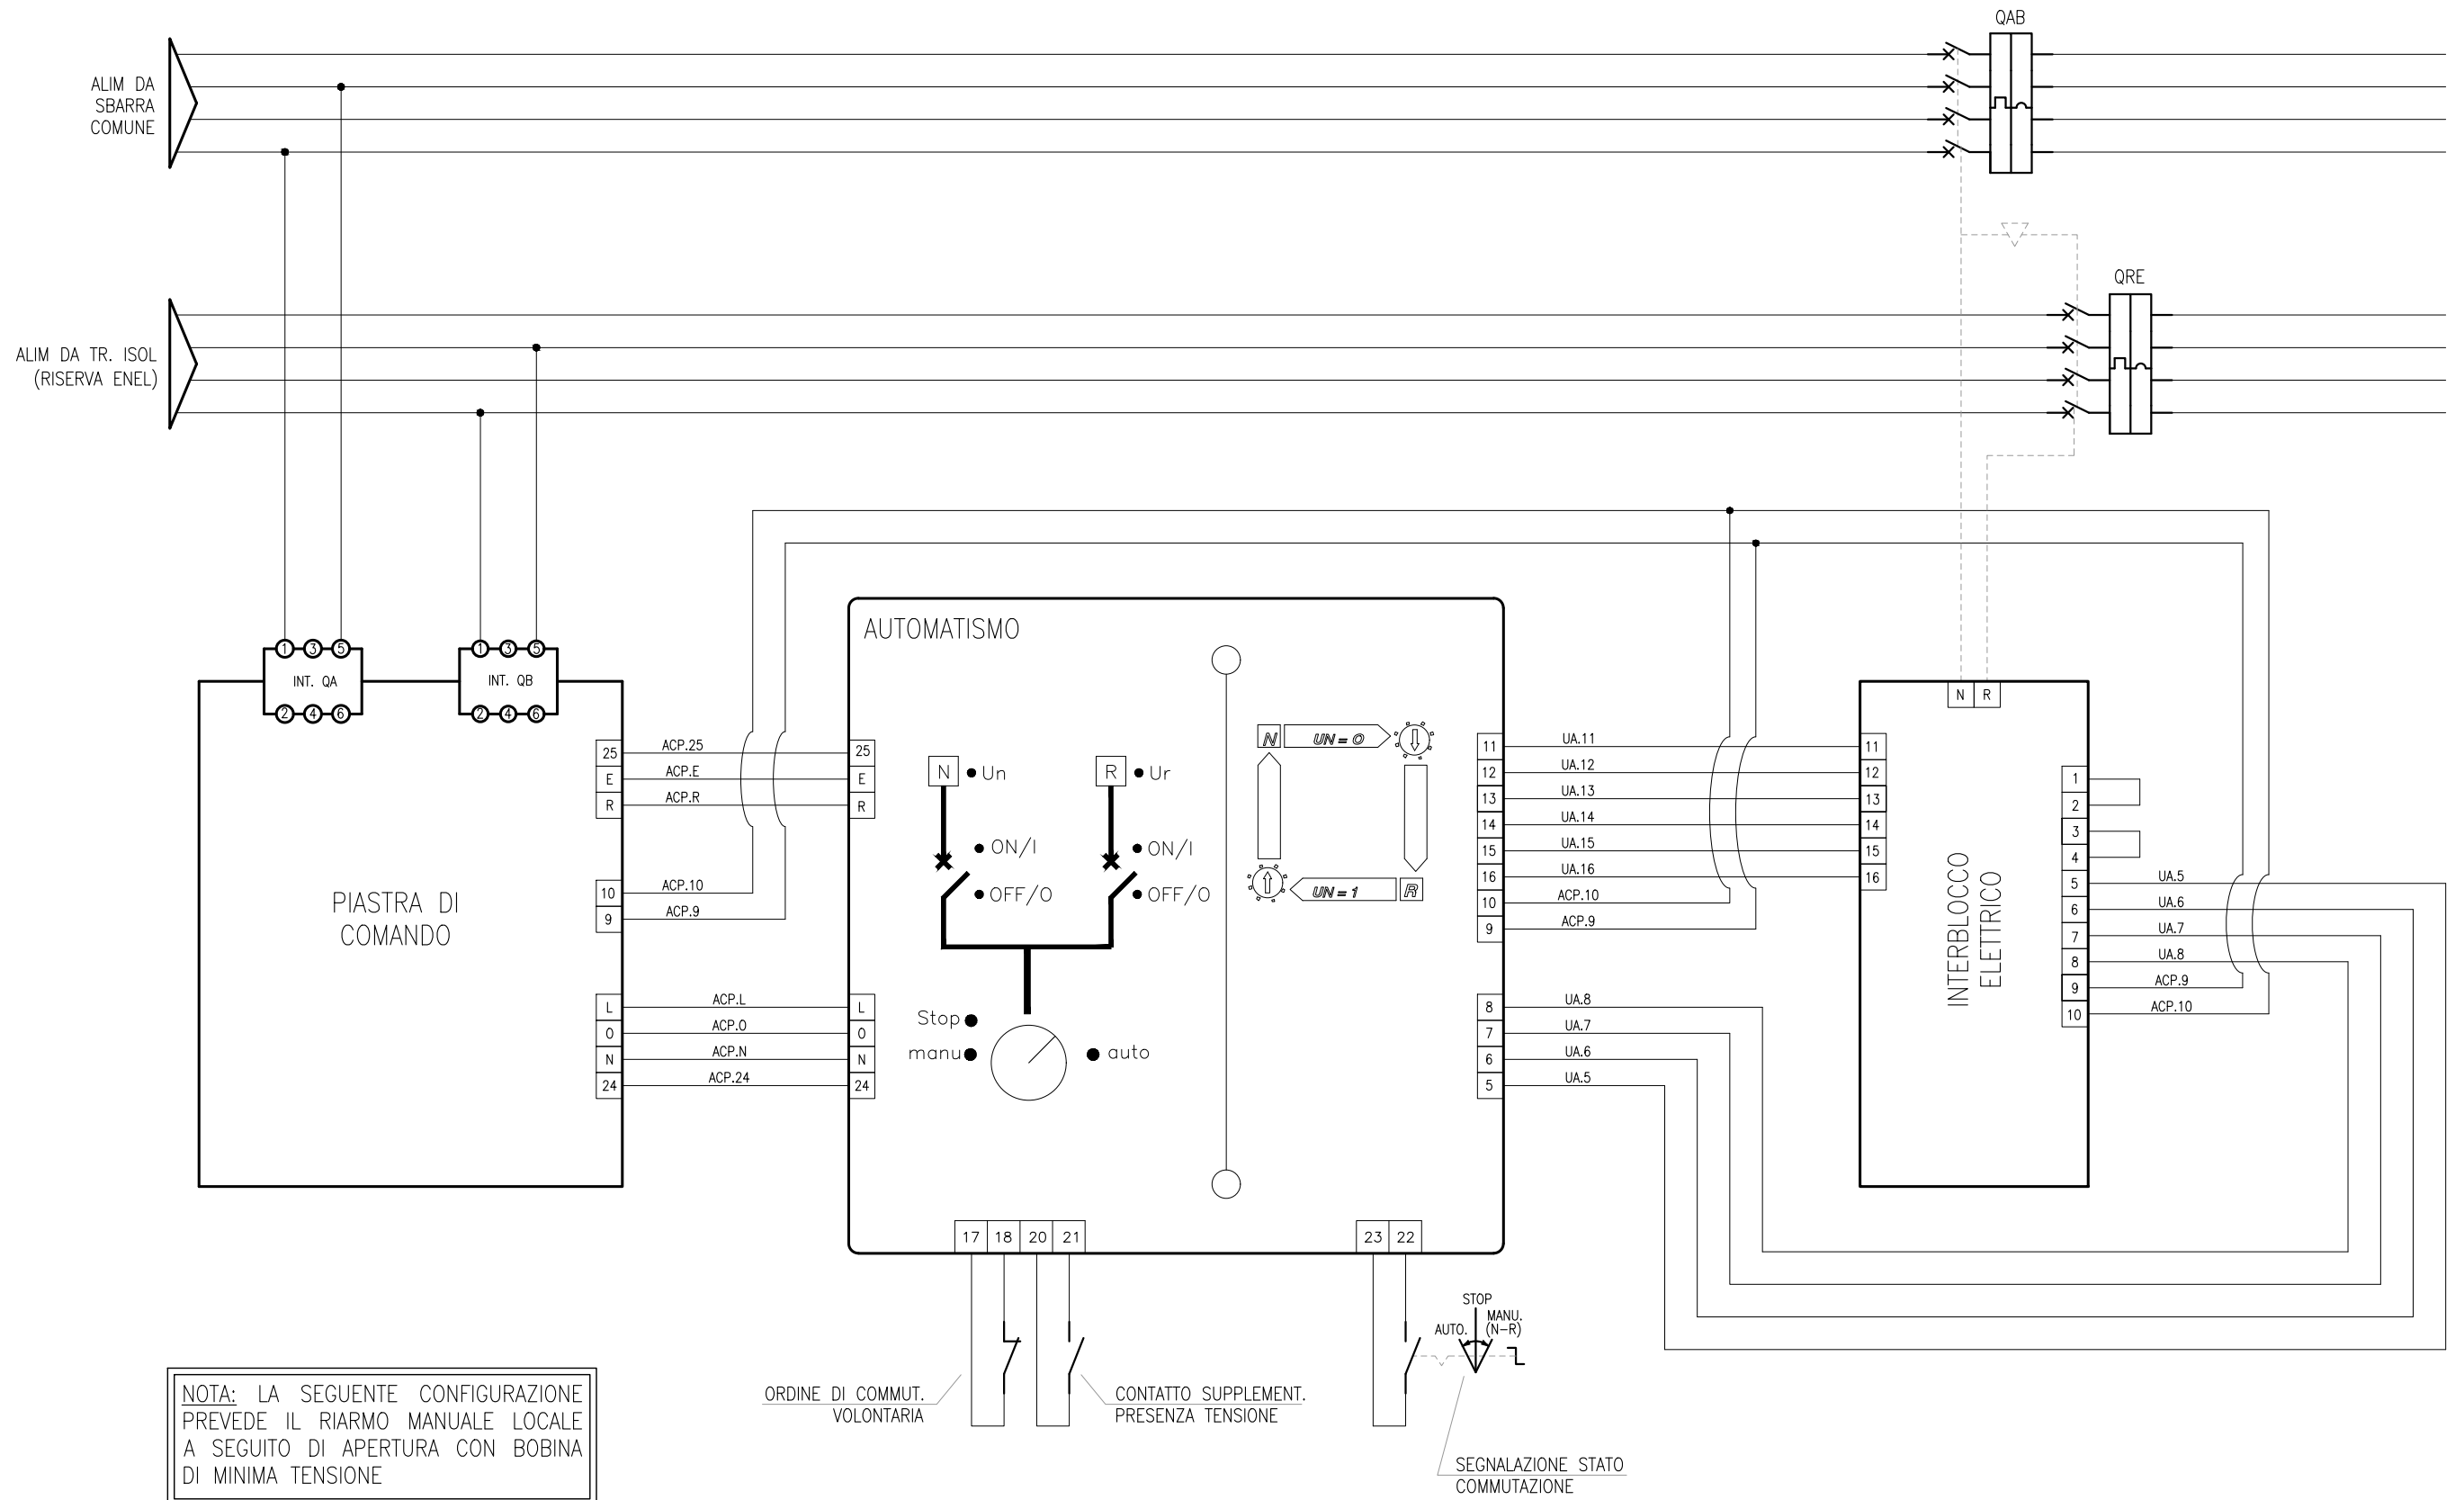 QAB
ALIM DA
SBARRA
COMUNE
QRE
ALIM DA TR. ISOL
(RISERVA ENEL)
AUTOMATISMO
1 3 5
INT. QA
2 4 6
1 3 5
INT. QB
2 4 6
N R
PIASTRA DI
COMANDO
25 ACP.25 25
E ACP.E E
R ACP.R R
10 ACP.10
9 ACP.9
L ACP.L L
O ACP.O O
N ACP.N N
24 ACP.24 24
N Un
R Ur
ON/I
OFF/O
ON/I
OFF/O
Stop
manu
auto
N UN = O
UN = 1 R
11 UA.11 11
12 UA.12 12
13 UA.13 13
14 UA.14 14
15 UA.15 15
16 UA.16 16
10 ACP.10
9 ACP.9
8 UA.8
7 UA.7
6 UA.6
5 UA.5
INTERBLOCCO
ELETTRICO
1
2
3
4
5 UA.5
6 UA.6
7 UA.7
8 UA.8
9 ACP.9
10 ACP.10
17 18 20 21
23 22
STOP
MANU.
AUTO. (N-R)
ORDINE DI COMMUT.
VOLONTARIA
CONTATTO SUPPLEMENT.
PRESENZA TENSIONE
SEGNALAZIONE STATO
COMMUTAZIONE
NOTA: LA SEGUENTE CONFIGURAZIONE
PREVEDE IL RIARMO MANUALE LOCALE
A SEGUITO DI APERTURA CON BOBINA
DI MINIMA TENSIONE